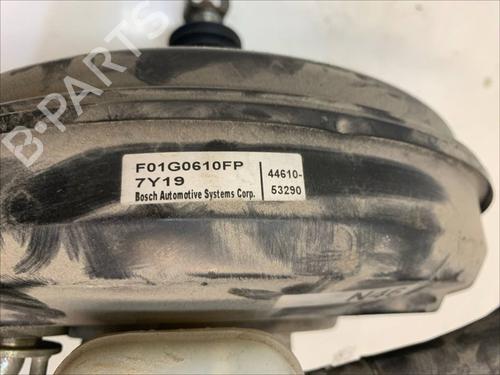 B-PARTS
F01G0610FP
7Y19
Bosch Automotive Systems Corp.
44610-
53290